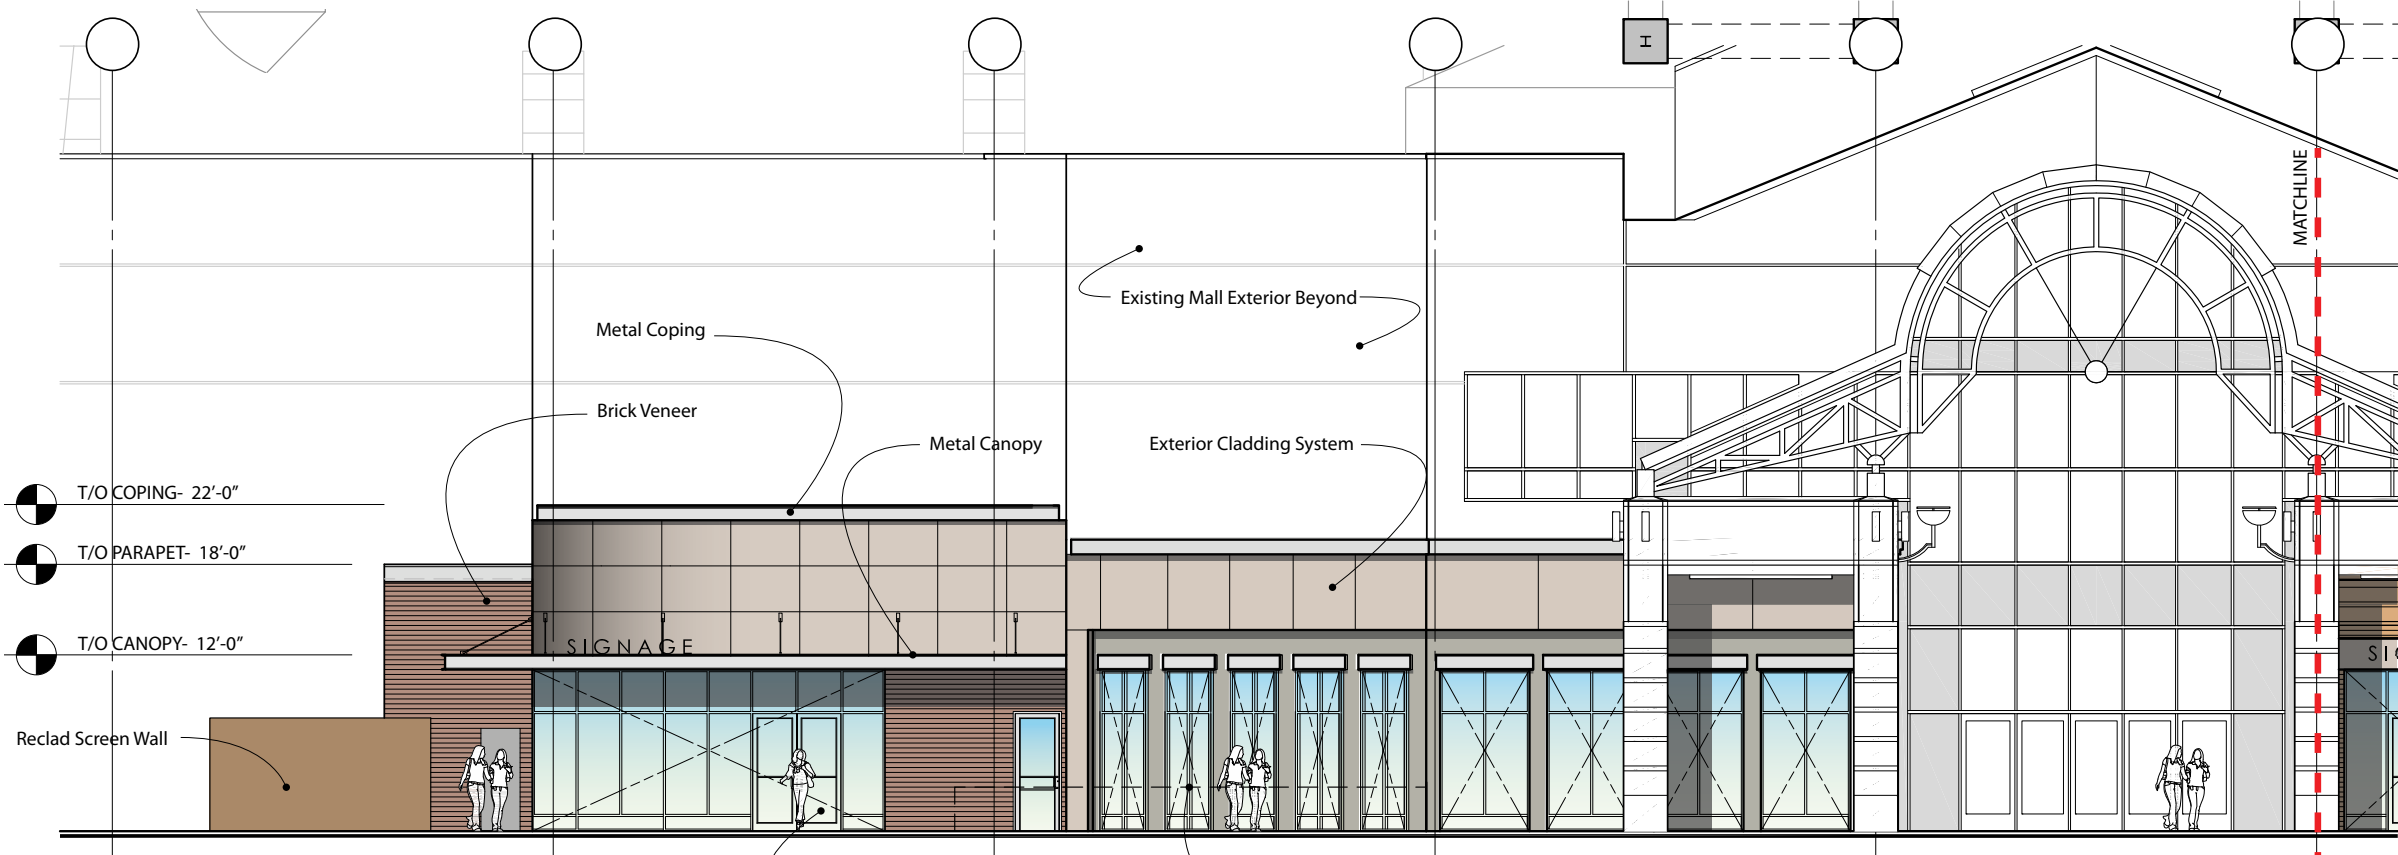 H
MATCHLINE
Existing Mall Exterior Beyond
Metal Coping
Brick Veneer
Metal Canopy
Exterior Cladding System
T/O COPING- 22'-0"
T/O PARAPET- 18'-0"
T/O CANOPY- 12'-0"
SIGNAGE
Reclad Screen Wall